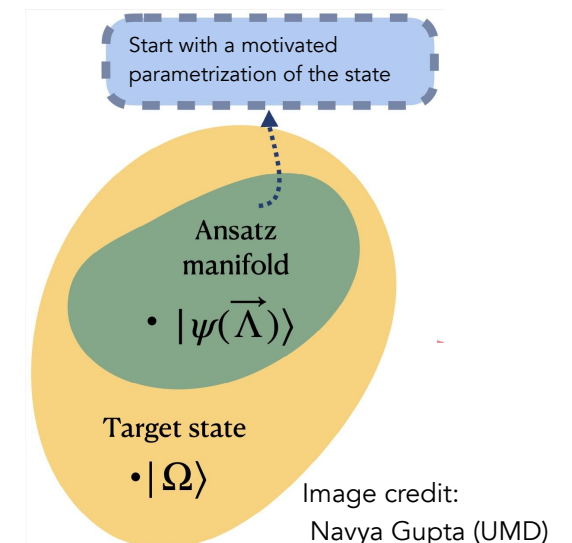 Start with a motivated
parametrization of the state
Ansatz
manifold
• |ψ(Λ⃗)⟩
Target state
•|Ω⟩
Image credit:
Navya Gupta (UMD)